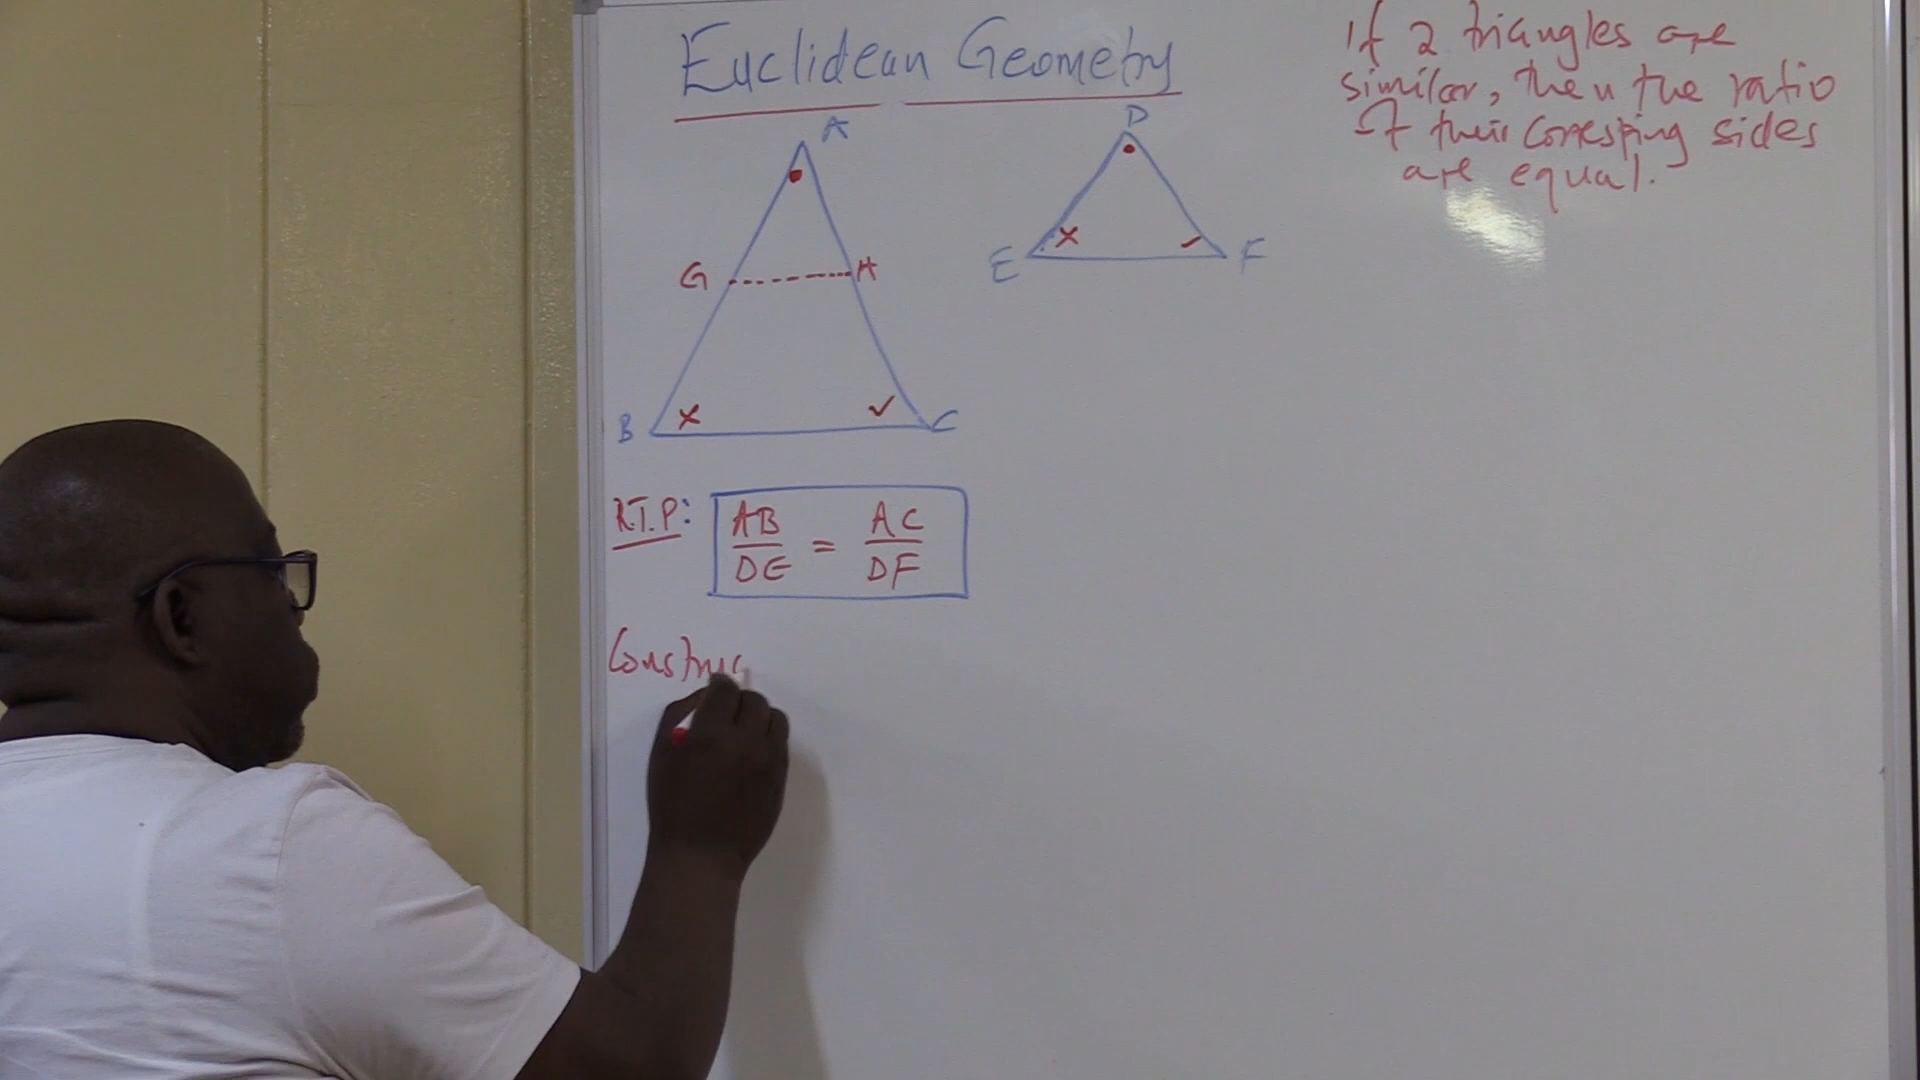 Euclidean Geometry
If 2 triangles are
similar, then the ratio
of their Corresping sides
are equal.
A
D
G H
E x ✓ F
B x ✓ C
R.T.P: AB/DE = AC/DF
Construc